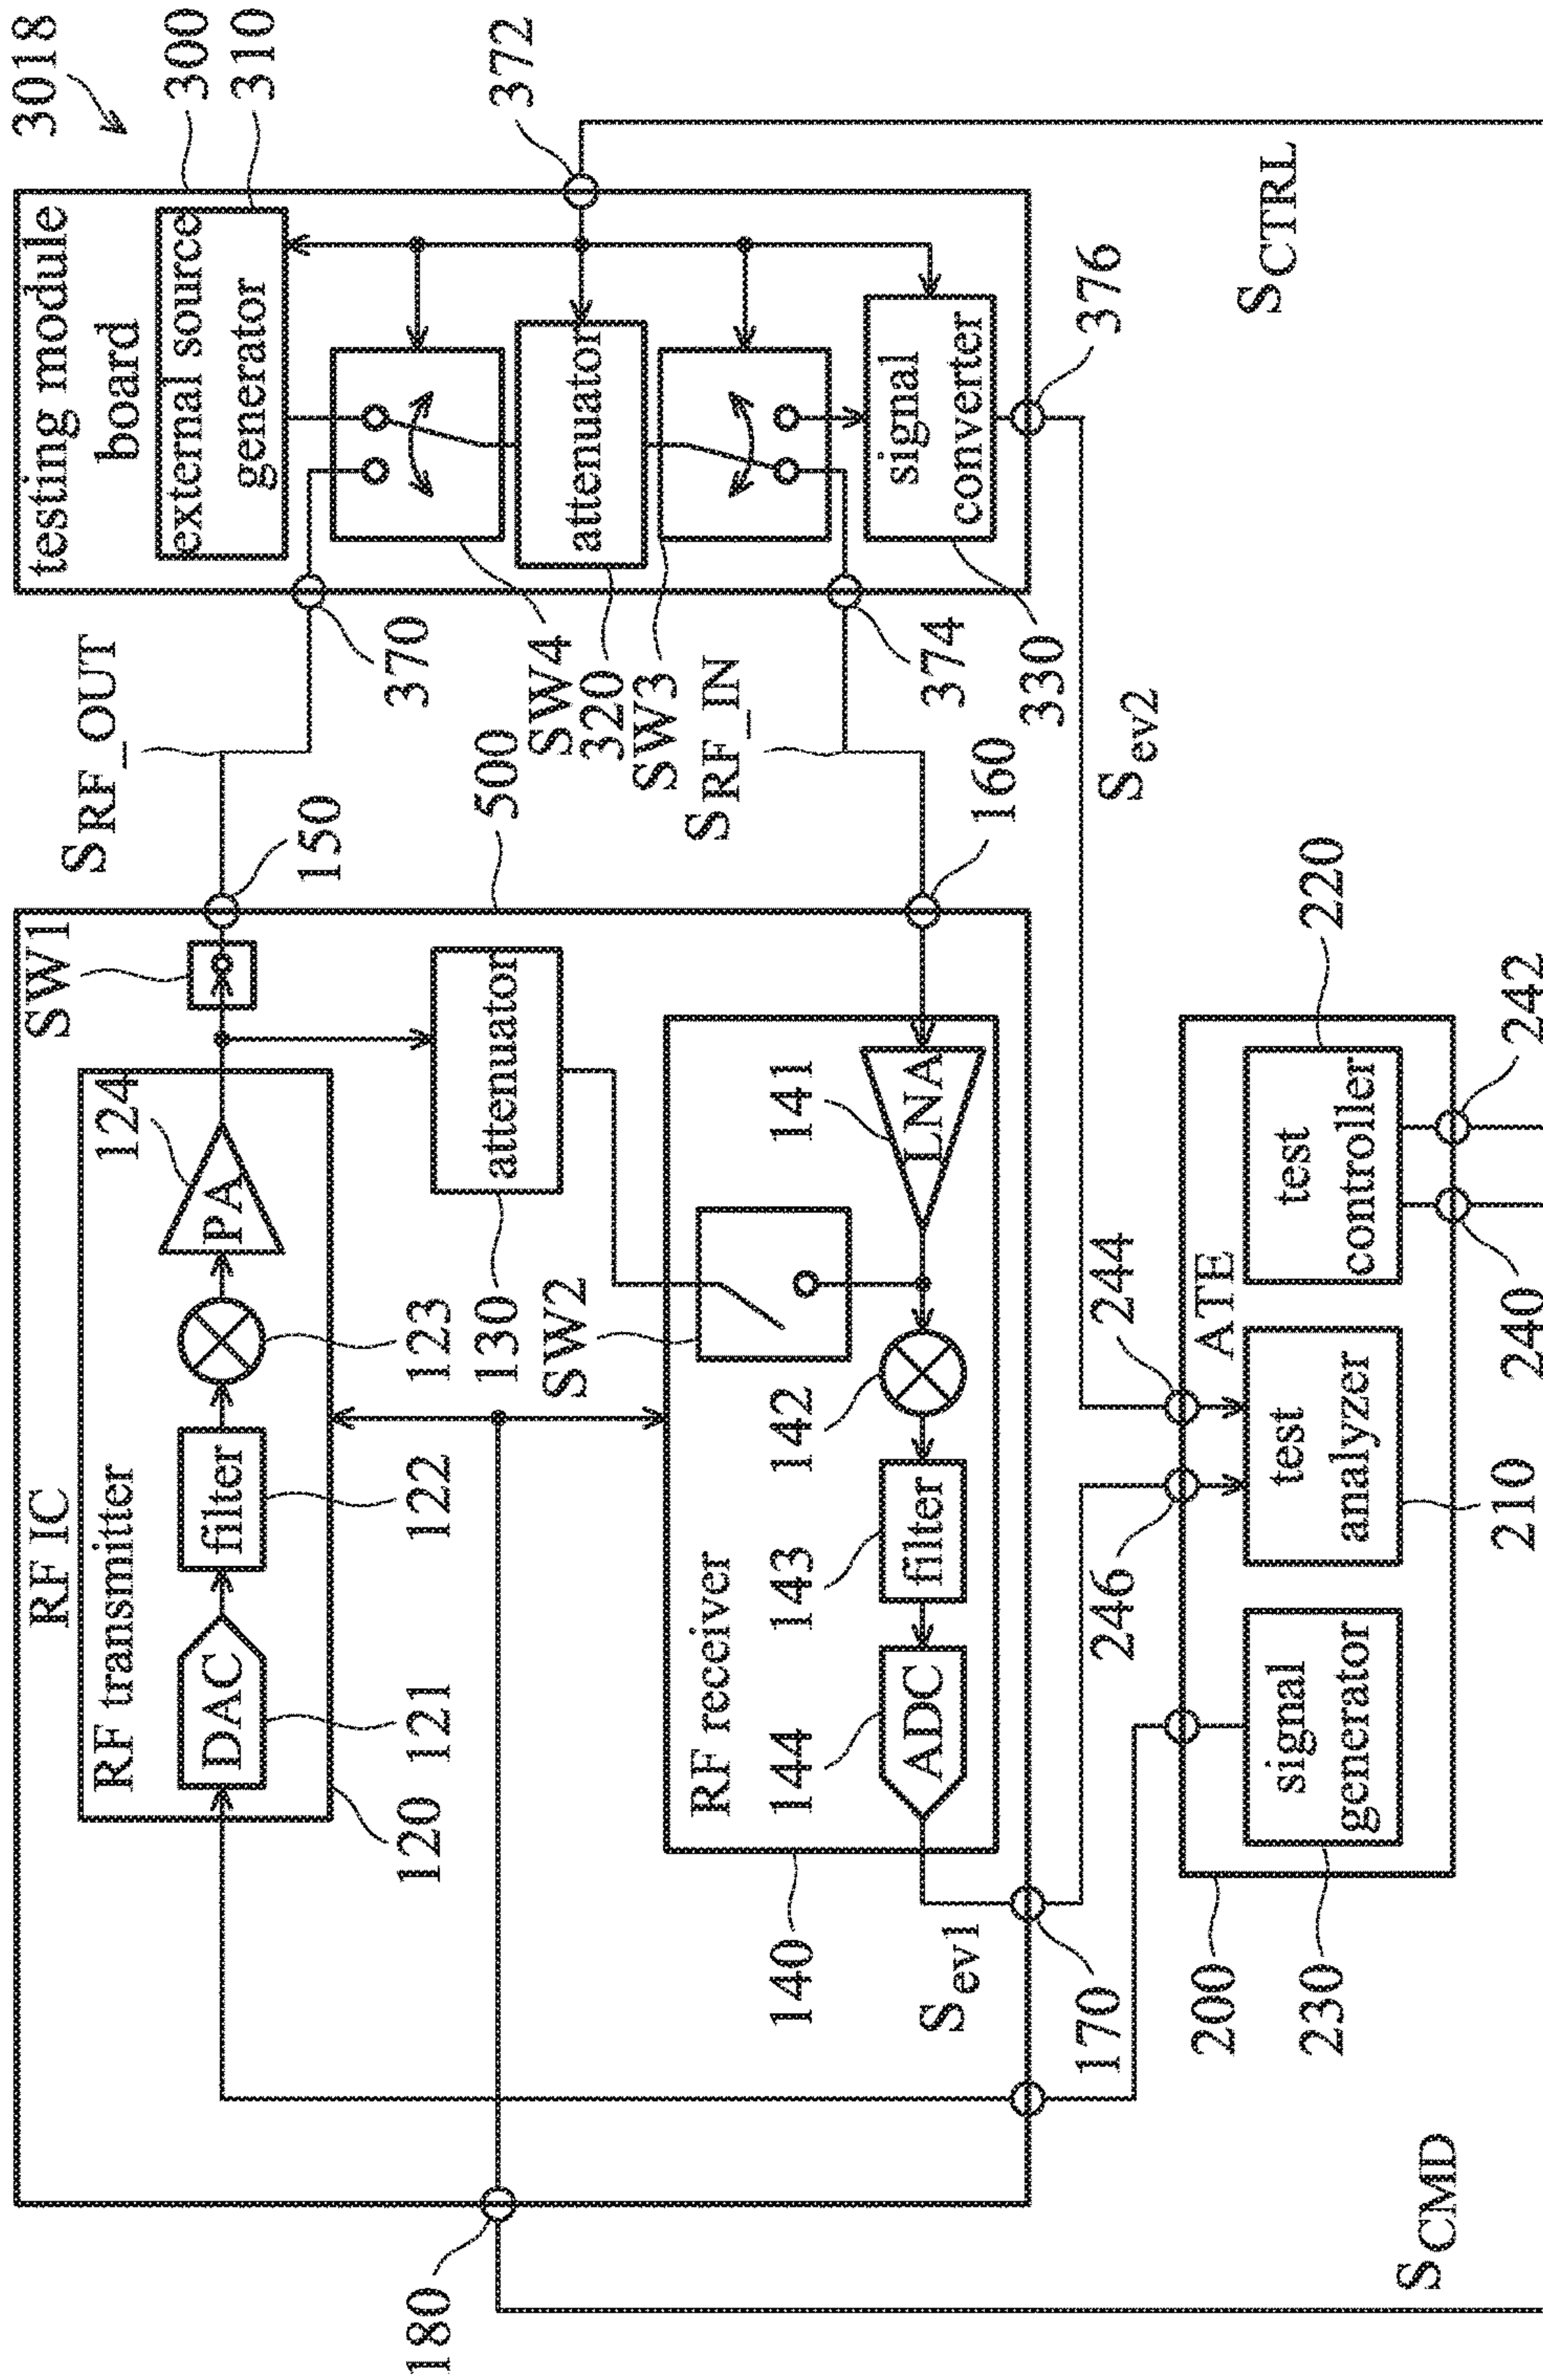 3018
300
310
testing module
board
external source
generator
372
SW4
attenuator
320
SW3
signal
converter
330
370
374
376
SRF_OUT
SRF_IN
Sev2
SCTRL
RF IC
500
SW1
150
RF transmitter
DAC
121
filter
122
123
PA
124
120
attenuator
130
SW2
160
RF receiver
LNA
141
142
filter
143
ADC
144
140
Sev1
170
180
ATE
200
signal
generator
230
test
analyzer
210
test
controller
220
246
244
240
242
SCMD